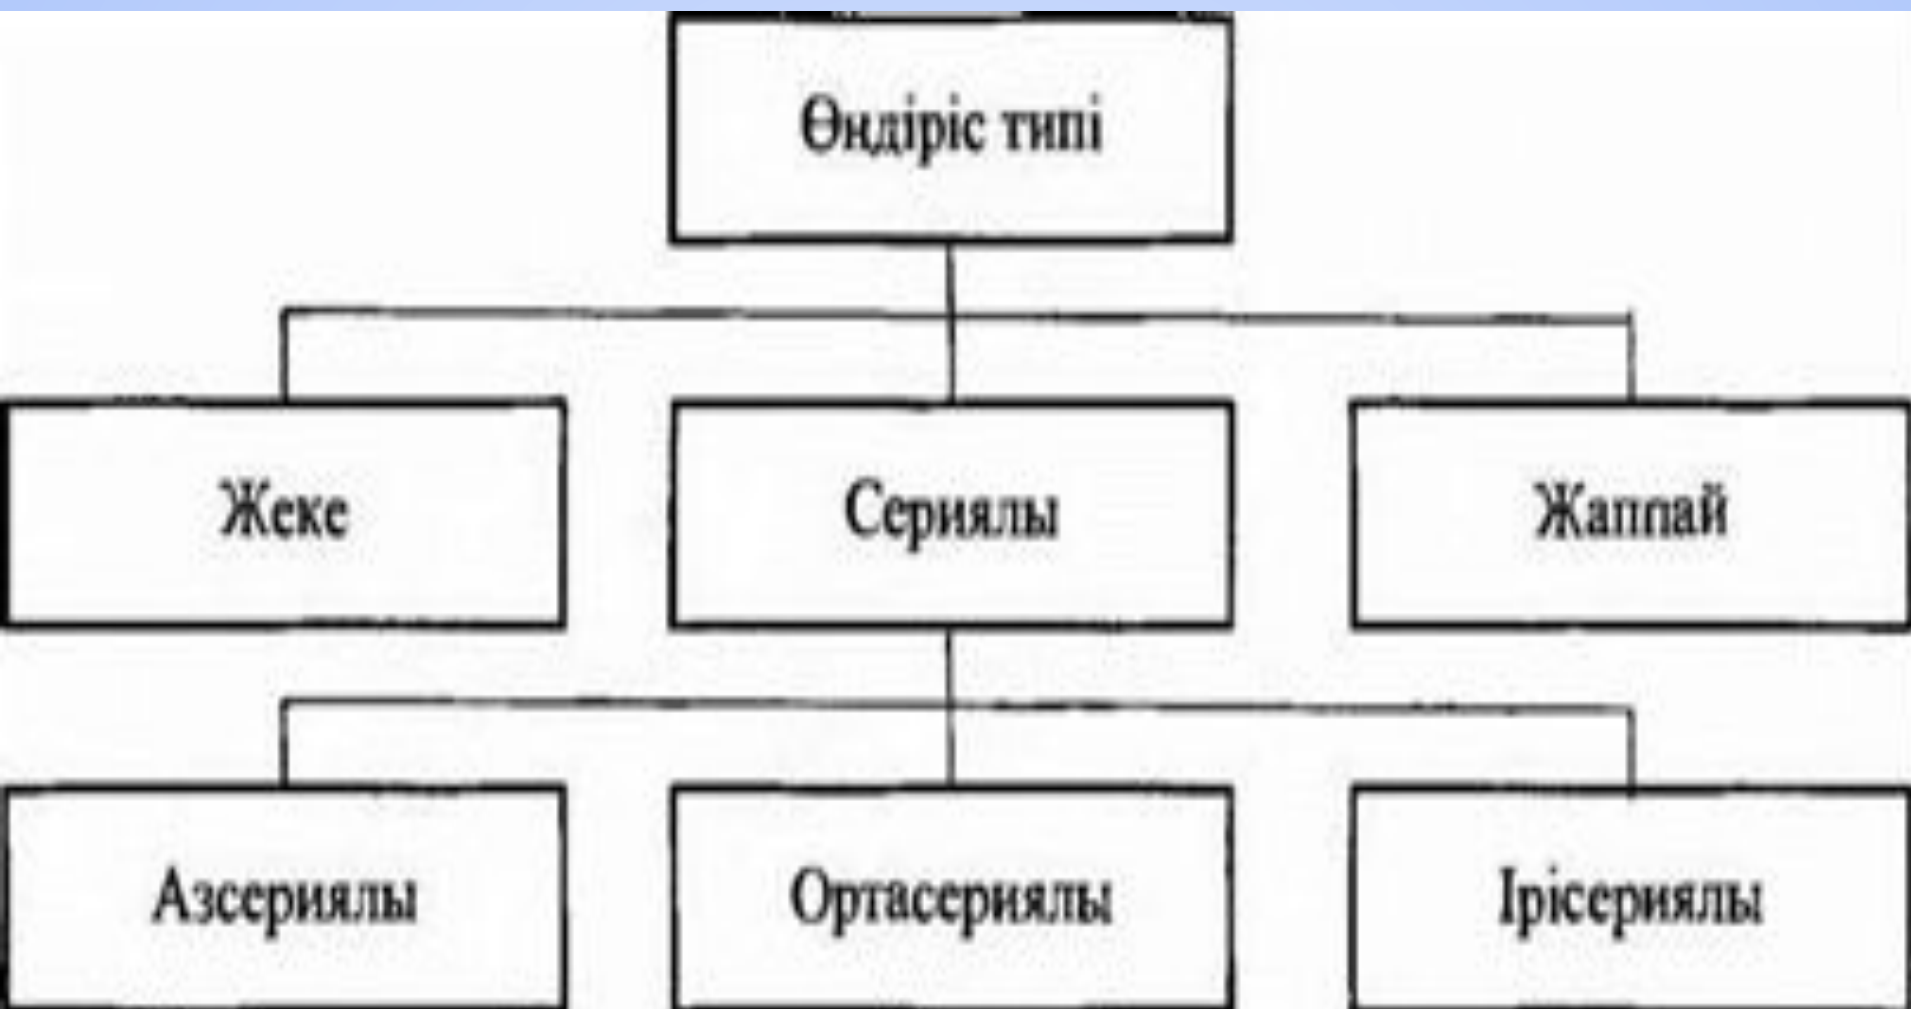 Өндіріс типі
Жеке
Сериялы
Жаппай
Азсериялы
Ортасериялы
Ірісериялы